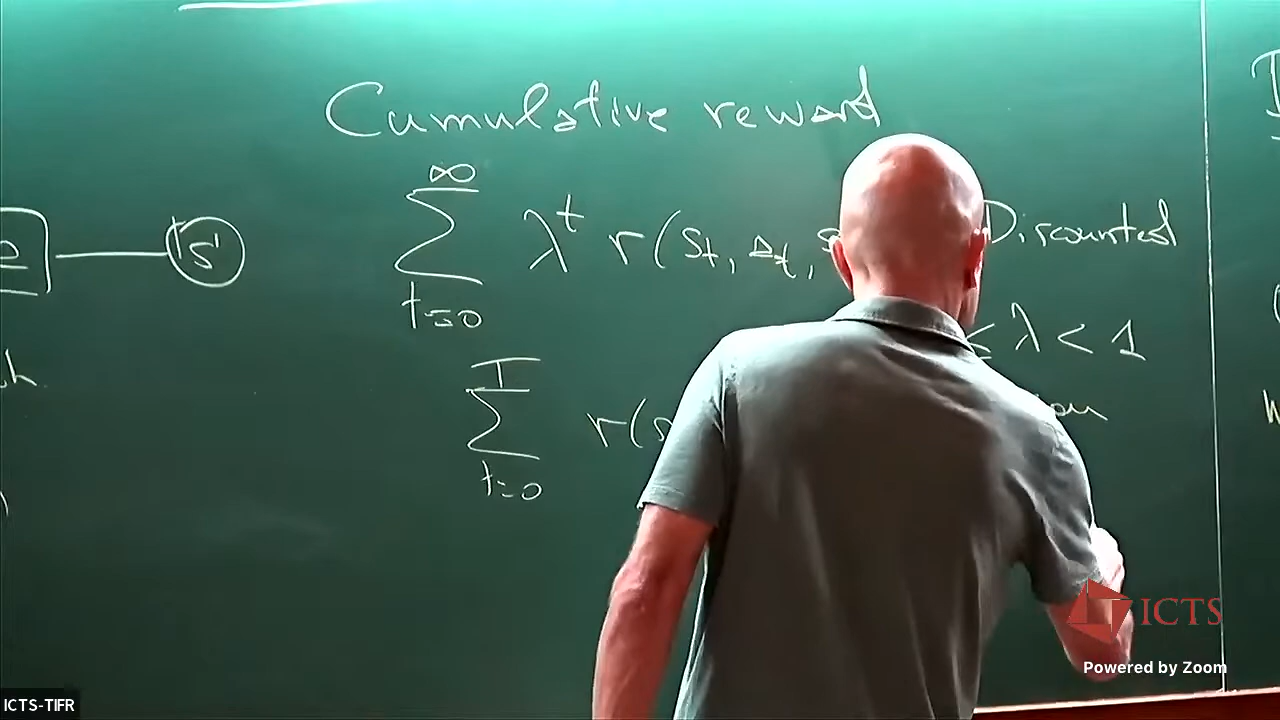 Cumulative reward
∞
∑ λ^t r(s_t, a_t, Discounted
t=0
s'
≤ λ < 1
T
∑ r(s
t=0
ICTS
Powered by Zoom
ICTS-TIFR